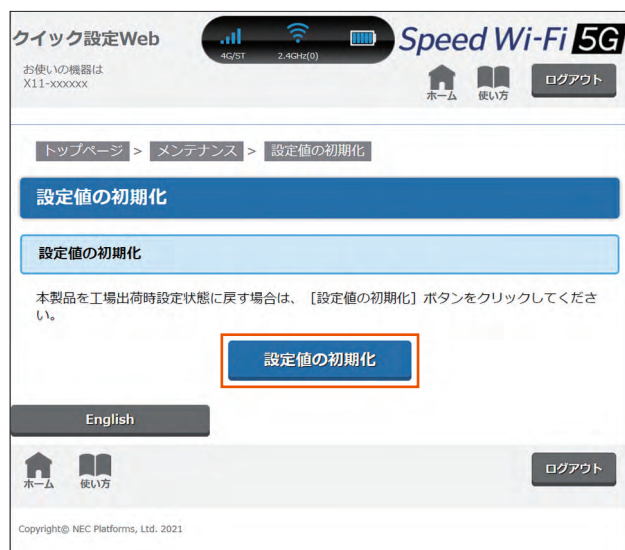 クイック設定Web
4G/ST
2.4GHz(0)
Speed Wi-Fi 5G
お使いの機器は
X11-xxxxxx
ホーム
使い方
ログアウト
トップページ > メンテナンス > 設定値の初期化
設定値の初期化
設定値の初期化
本製品を工場出荷時設定状態に戻す場合は、［設定値の初期化］ボタンをクリックしてくださ
い。
設定値の初期化
English
ホーム
使い方
ログアウト
Copyright© NEC Platforms, Ltd. 2021